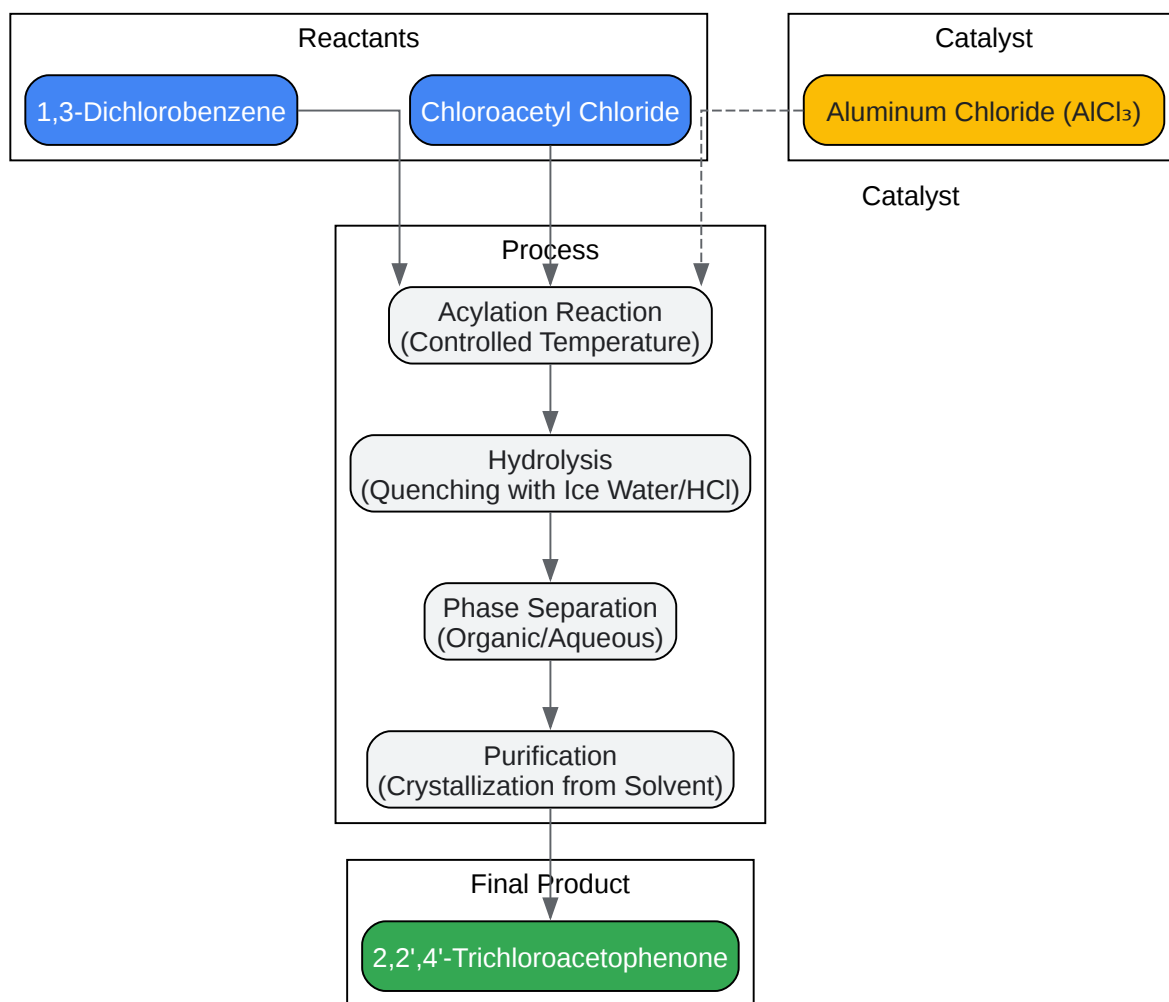 Reactants
Catalyst
1,3-Dichlorobenzene
Chloroacetyl Chloride
Aluminum Chloride (AlCl₃)
Catalyst
Process
Acylation Reaction
(Controlled Temperature)
Hydrolysis
(Quenching with Ice Water/HCl)
Phase Separation
(Organic/Aqueous)
Purification
(Crystallization from Solvent)
Final Product
2,2',4'-Trichloroacetophenone